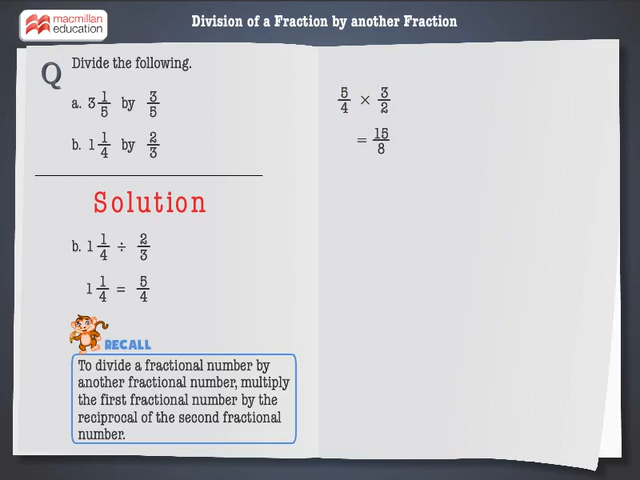 macmillan
education
Division of a Fraction by another Fraction
Q Divide the following.
a. 3 1/5 by 3/5
b. 1 1/4 by 2/3
Solution
b. 1 1/4 ÷ 2/3
1 1/4 = 5/4
RECALL
To divide a fractional number by
another fractional number, multiply
the first fractional number by the
reciprocal of the second fractional
number.
5/4 × 3/2
= 15/8